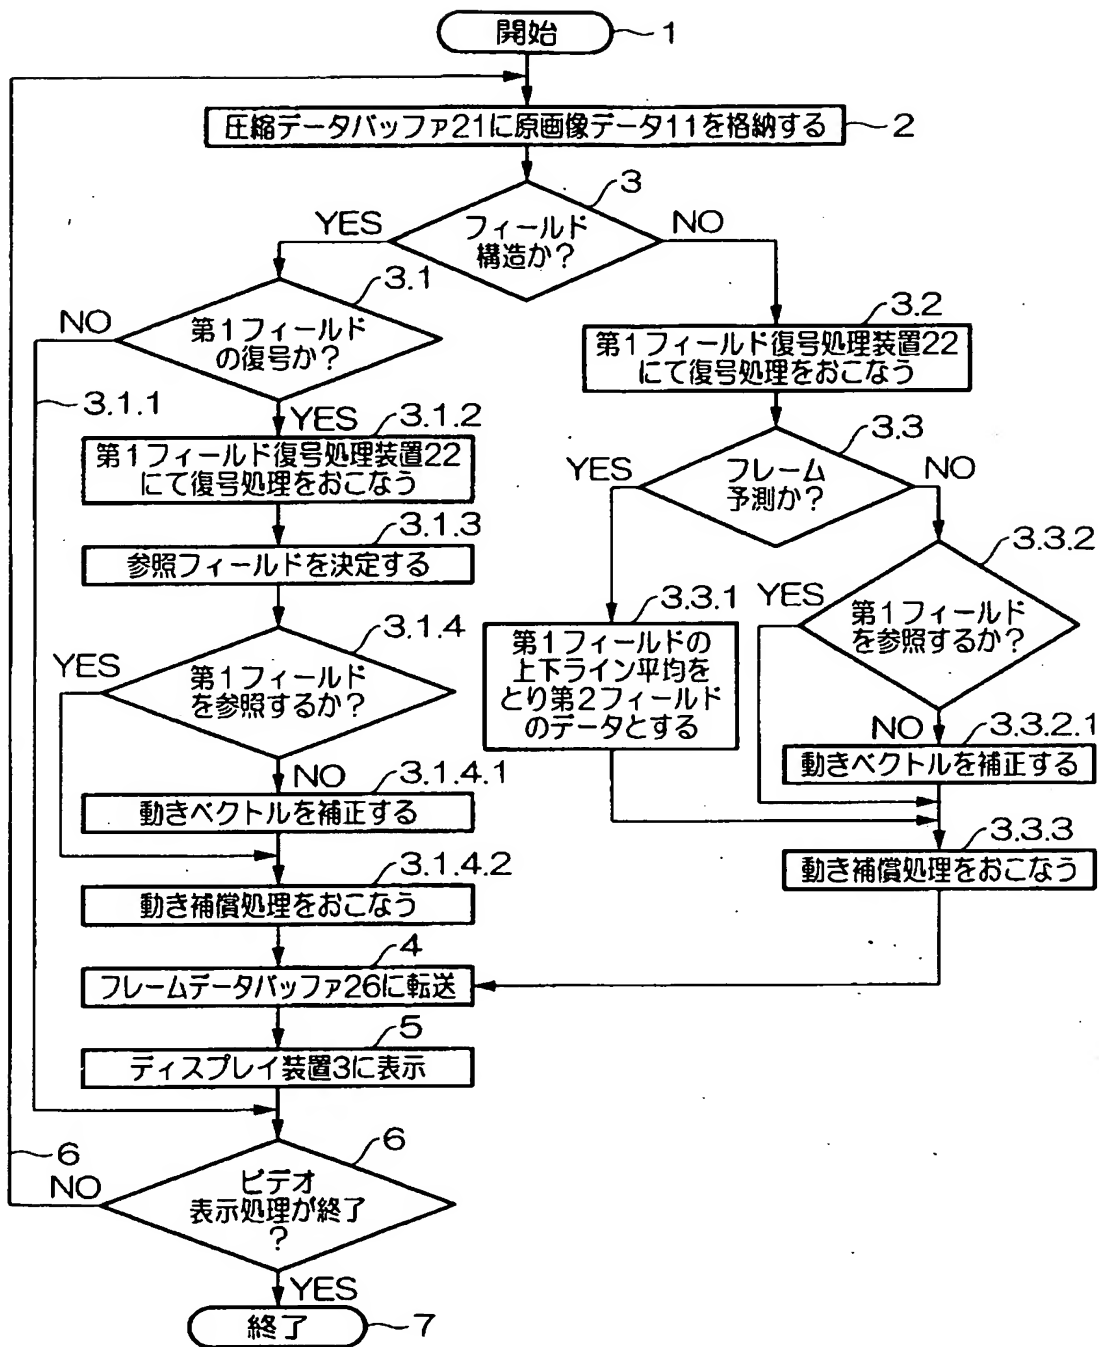 開始
1
圧縮データバッファ21に原画像データ11を格納する
2
3
フィールド
構造か?
YES
NO
3.1
第1フィールド
の復号か?
NO
3.1.1
YES
3.1.2
第1フィールド復号処理装置22
にて復号処理をおこなう
3.1.3
参照フィールドを決定する
3.1.4
第1フィールド
を参照するか?
YES
NO
3.1.4.1
動きベクトルを補正する
3.1.4.2
動き補償処理をおこなう
3.2
第1フィールド復号処理装置22
にて復号処理をおこなう
3.3
フレーム
予測か?
YES
NO
3.3.1
第1フィールドの
上下ライン平均を
とり第2フィールド
のデータとする
3.3.2
第1フィールド
を参照するか?
YES
NO
3.3.2.1
動きベクトルを補正する
3.3.3
動き補償処理をおこなう
4
フレームデータバッファ26に転送
5
ディスプレイ装置3に表示
6
ビデオ
表示処理が終了
?
6
NO
YES
終了
7